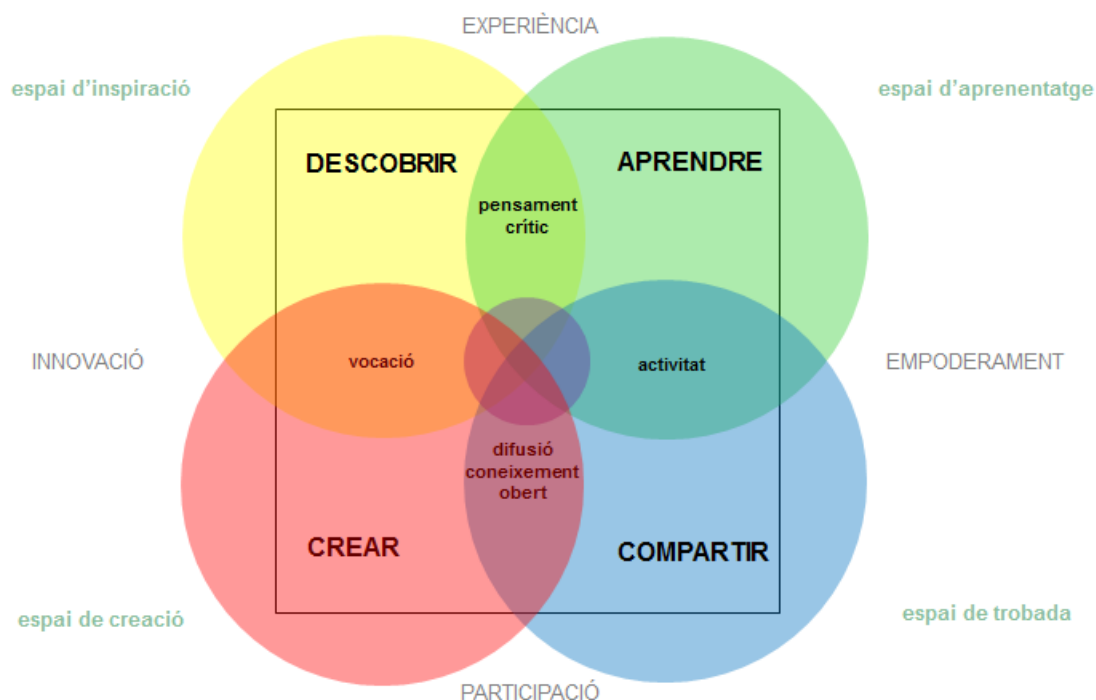 EXPERIÈNCIA
espai d’inspiració
espai d’aprenentatge
DESCOBRIR
APRENDRE
pensament
crític
INNOVACIÓ
vocació
activitat
EMPODERAMENT
difusió
coneixement
obert
CREAR
COMPARTIR
espai de creació
espai de trobada
PARTICIPACIÓ